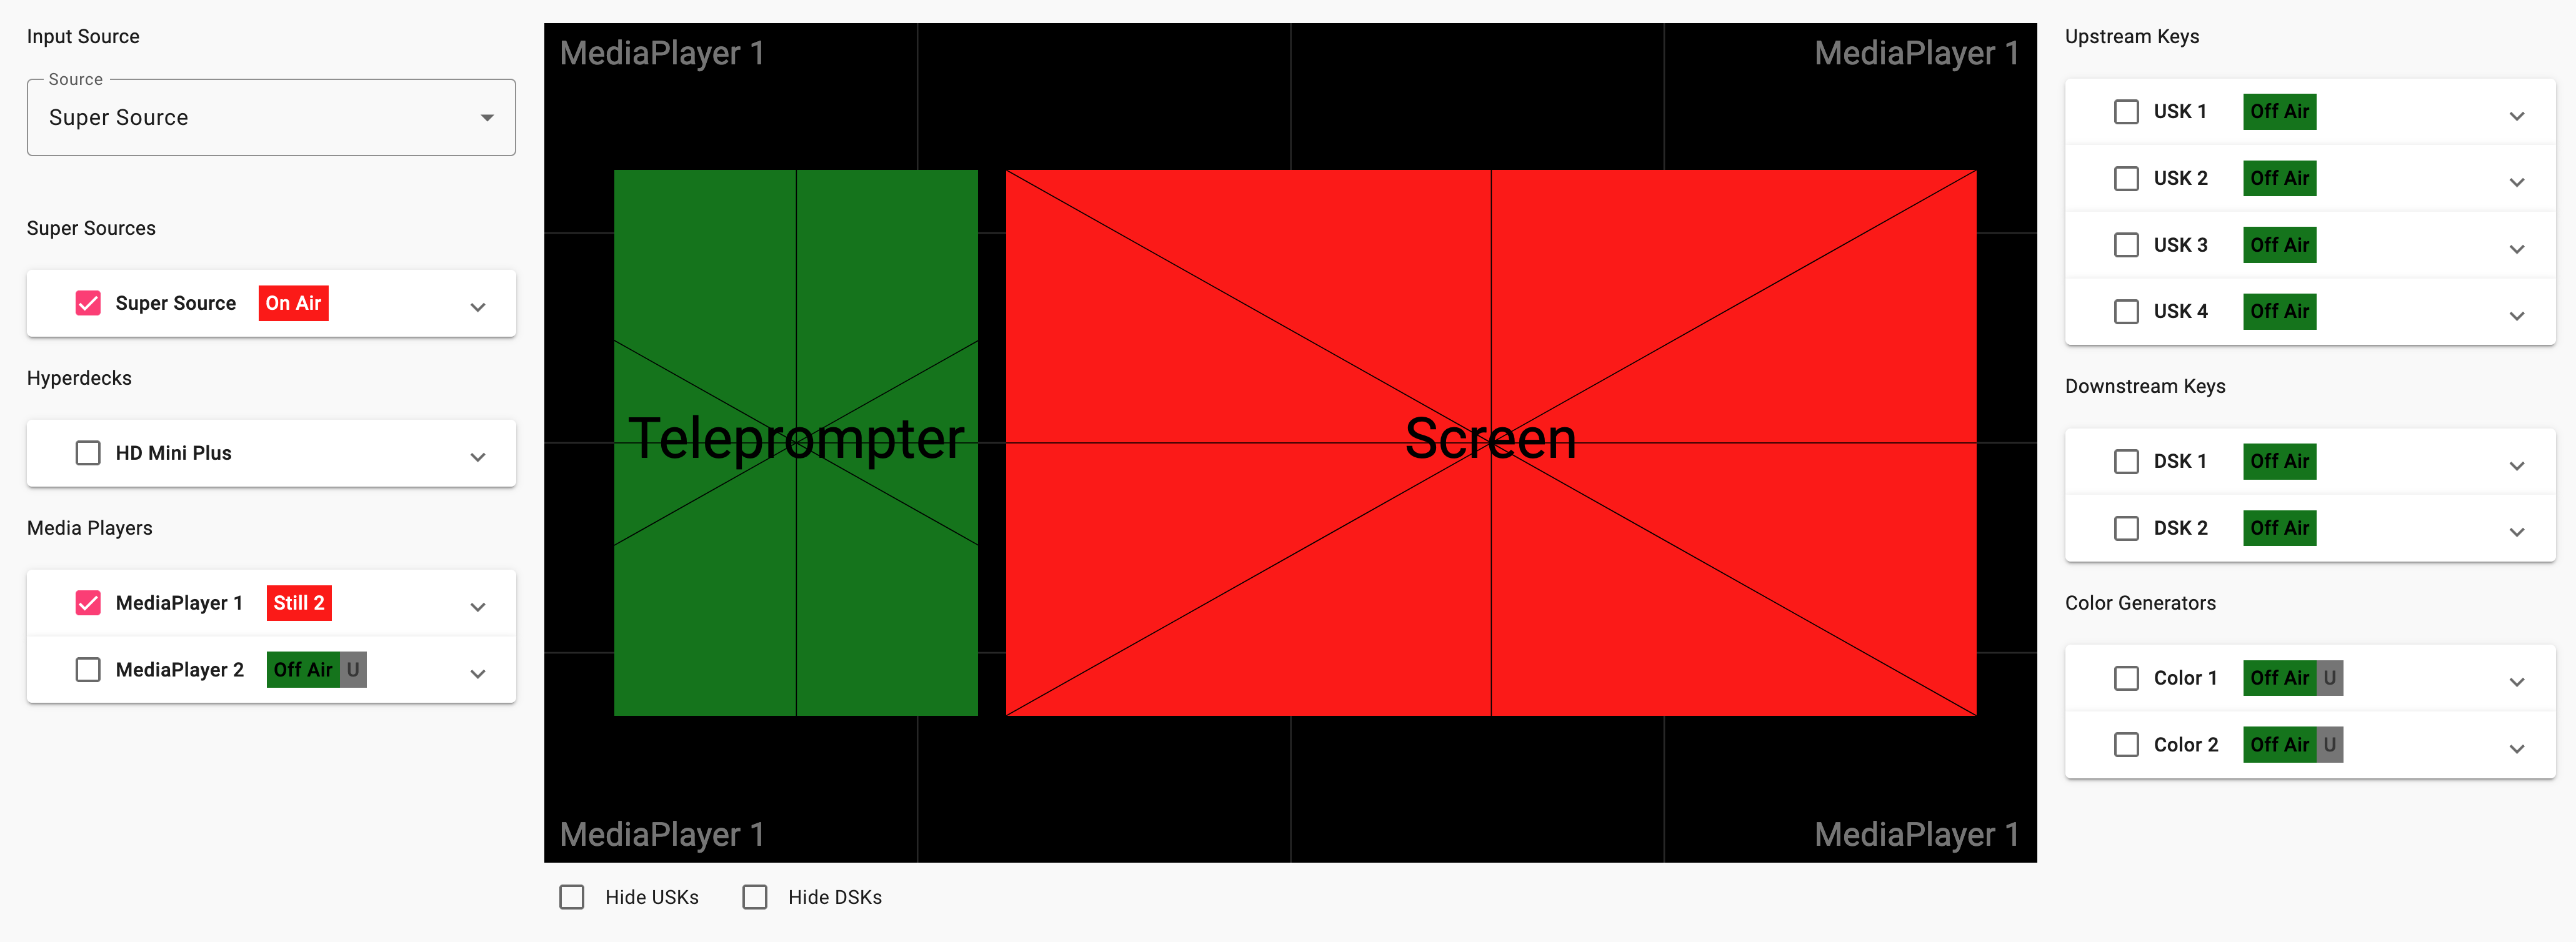 Input Source
Source
Super Source
Super Sources
Super Source On Air
Hyperdecks
HD Mini Plus
Media Players
MediaPlayer 1 Still 2
MediaPlayer 2 Off Air U
MediaPlayer 1 MediaPlayer 1
Teleprompter Screen
MediaPlayer 1 MediaPlayer 1
Hide USKs Hide DSKs
Upstream Keys
USK 1 Off Air
USK 2 Off Air
USK 3 Off Air
USK 4 Off Air
Downstream Keys
DSK 1 Off Air
DSK 2 Off Air
Color Generators
Color 1 Off Air U
Color 2 Off Air U